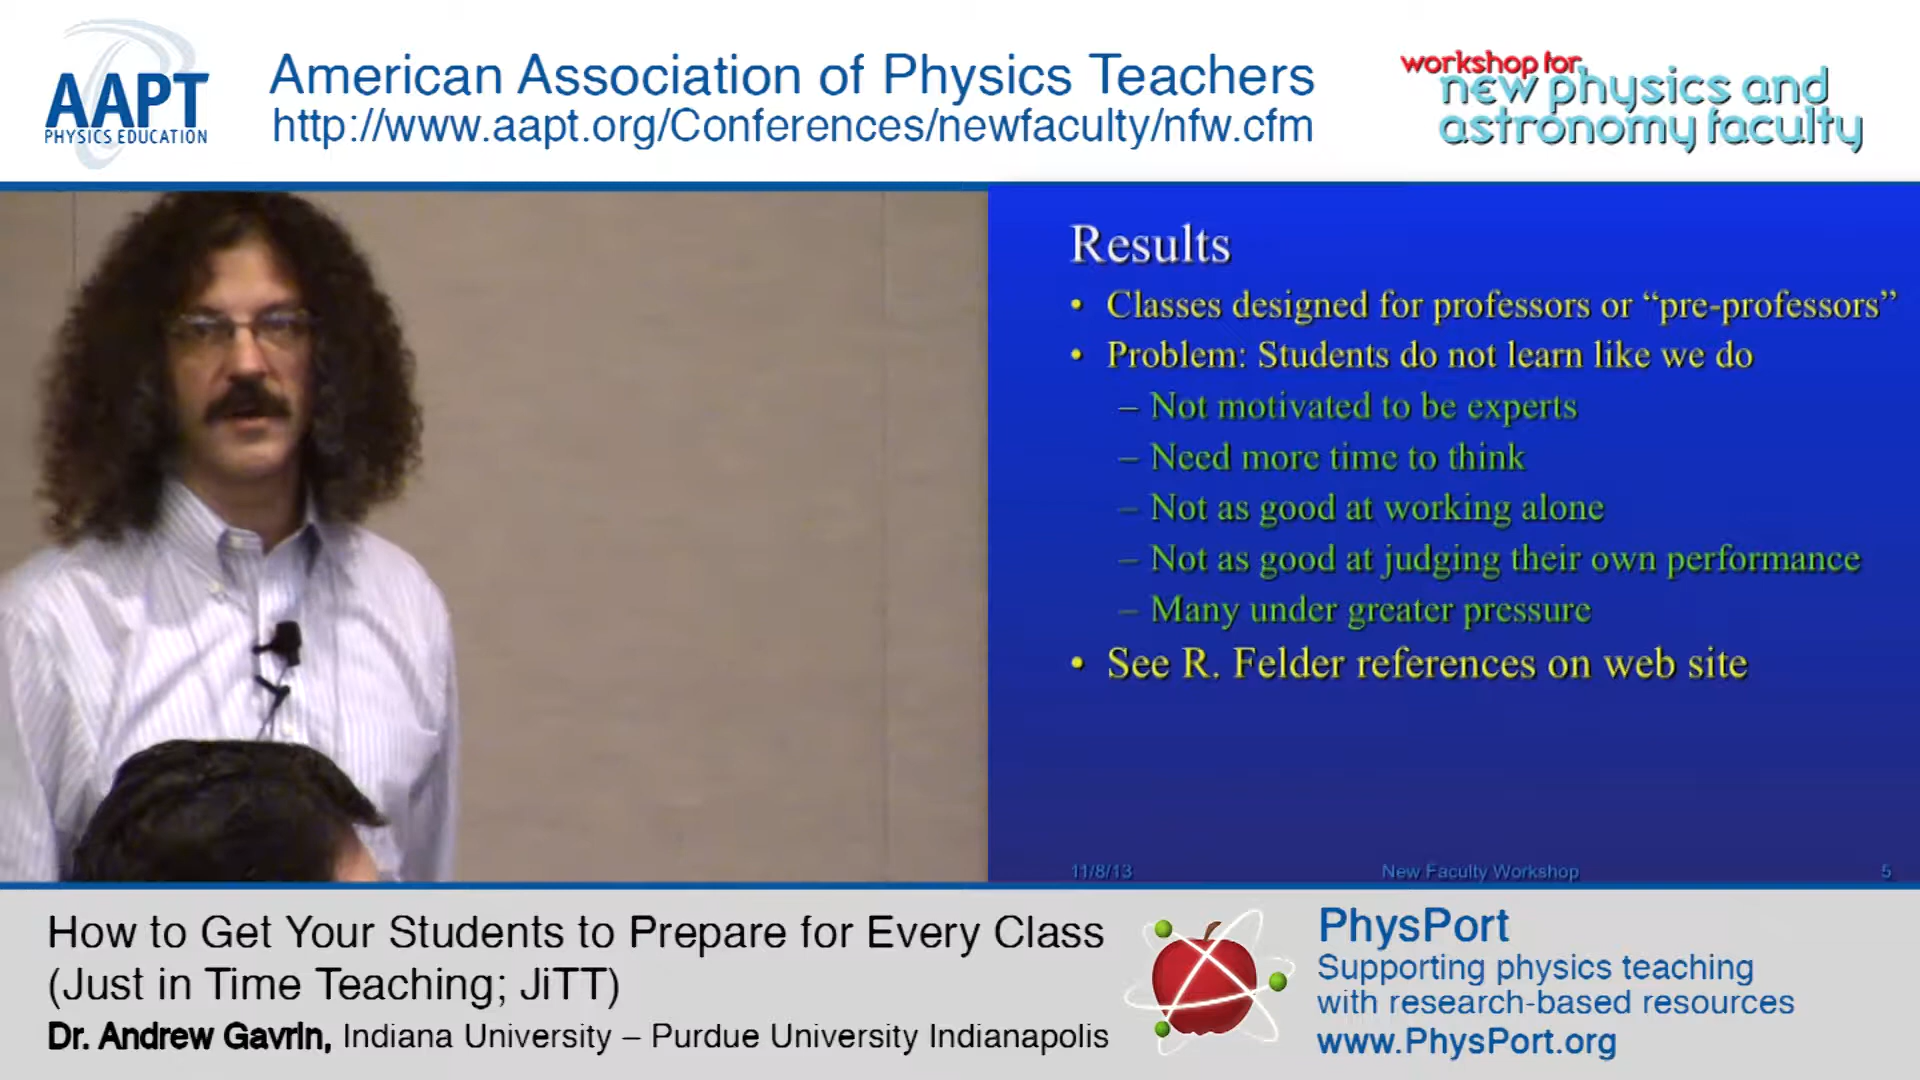 AAPT
PHYSICS EDUCATION
American Association of Physics Teachers
http://www.aapt.org/Conferences/newfaculty/nfw.cfm
workshop for
new physics and
astronomy faculty
Results
• Classes designed for professors or “pre-professors”
• Problem: Students do not learn like we do
– Not motivated to be experts
– Need more time to think
– Not as good at working alone
– Not as good at judging their own performance
– Many under greater pressure
• See R. Felder references on web site
11/8/13 New Faculty Workshop 5
How to Get Your Students to Prepare for Every Class
(Just in Time Teaching; JiTT)
Dr. Andrew Gavrin, Indiana University – Purdue University Indianapolis
PhysPort
Supporting physics teaching
with research-based resources
www.PhysPort.org